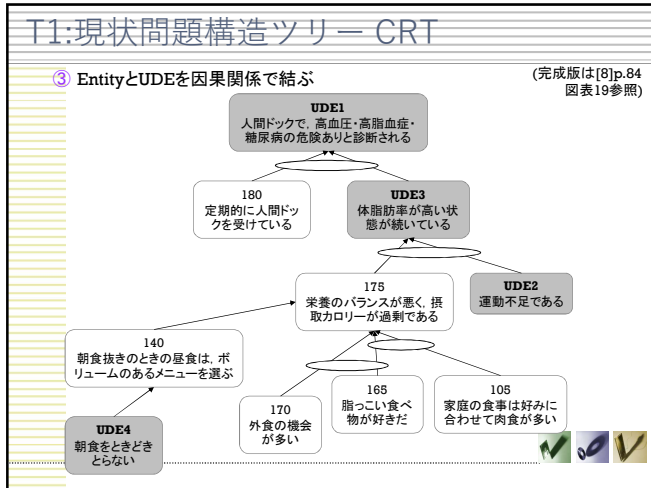 T1:現状問題構造ツリー CRT
③ EntityとUDEを因果関係で結ぶ
(完成版は[8]p.84
図表19参照)
UDE1
人間ドックで，高血圧・高脂血症・
糖尿病の危険ありと診断される
180
定期的に人間ドッ
クを受けている
UDE3
体脂肪率が高い状
態が続いている
175
栄養のバランスが悪く，摂
取カロリーが過剰である
UDE2
運動不足である
140
朝食抜きのときの昼食は，ボ
リュームのあるメニューを選ぶ
170
外食の機会
が多い
165
脂っこい食べ
物が好きだ
105
家庭の食事は好みに
合わせて肉食が多い
UDE4
朝食をときどき
とらない